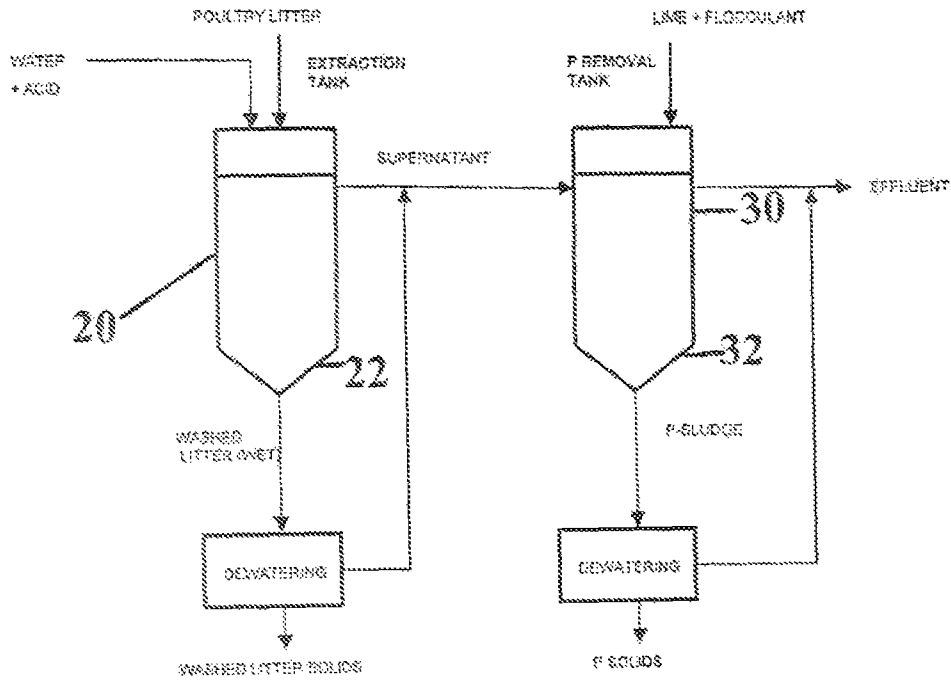 POULTRY LITTER
LIME + FLOCCULANT
WATER
+ ACID
EXTRACTION
TANK
P REMOVAL
TANK
SUPERNATANT
EFFLUENT
30
20
22
32
WASHED
LITTER (WET)
P-SLUDGE
DEWATERING
DEWATERING
WASHED LITTER SOLIDS
P SOLIDS